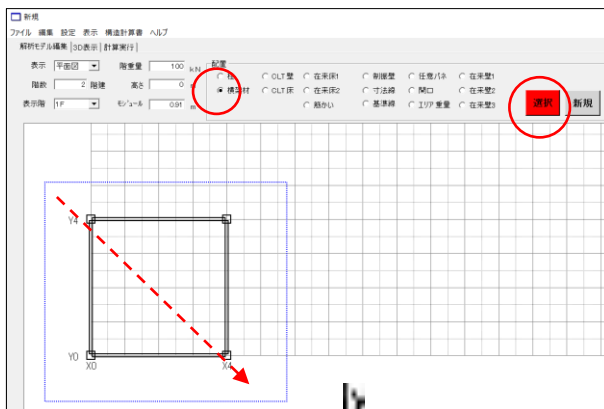 新規
ファイル 編集 設定 表示 構造計算書 ヘルプ
解析モデル編集 3D表示 計算実行
表示 平面図 階重量 100 kN
階数 2 階建 高さ 0
表示階 1F モジュール 0.91 m
配置
柱 CLT壁 在来床1 制振壁 任意バネ 在来壁1
横架材 CLT床 在来床2 寸法線 開口 在来壁2
筋かい 基準線 エリア重量 在来壁3
選択 新規
Y4
Y0
X0 X4